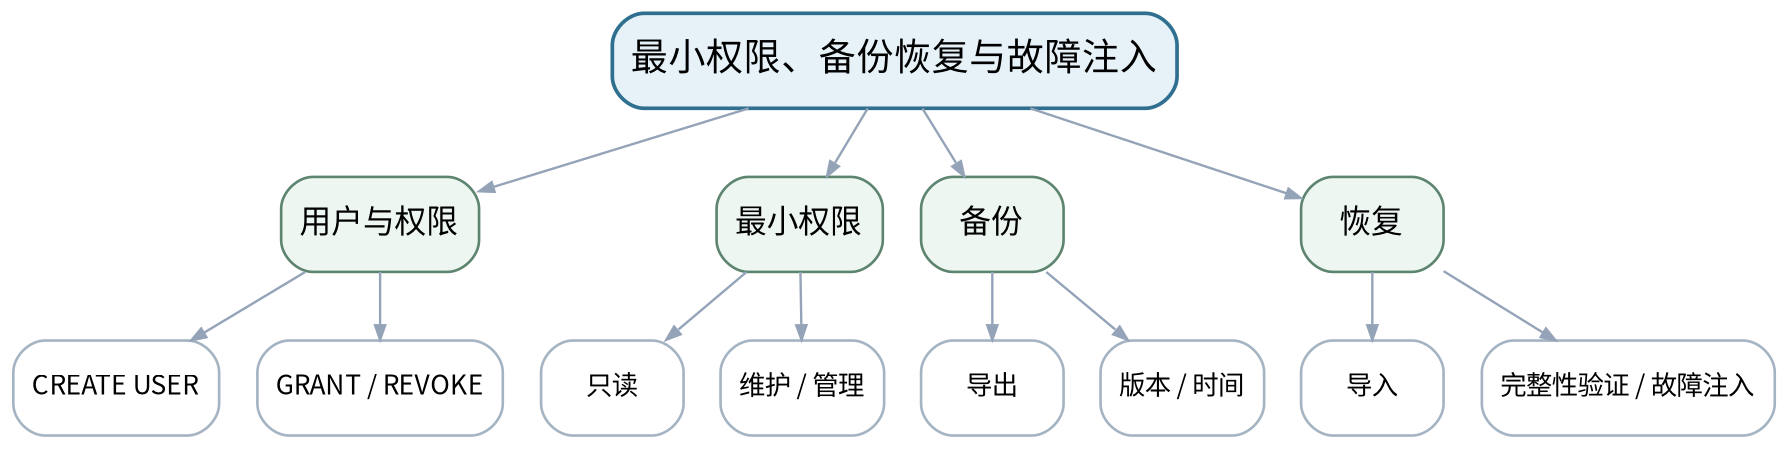 最小权限、备份恢复与故障注入
用户与权限
最小权限
备份
恢复
CREATE USER
GRANT / REVOKE
只读
维护 / 管理
导出
版本 / 时间
导入
完整性验证 / 故障注入